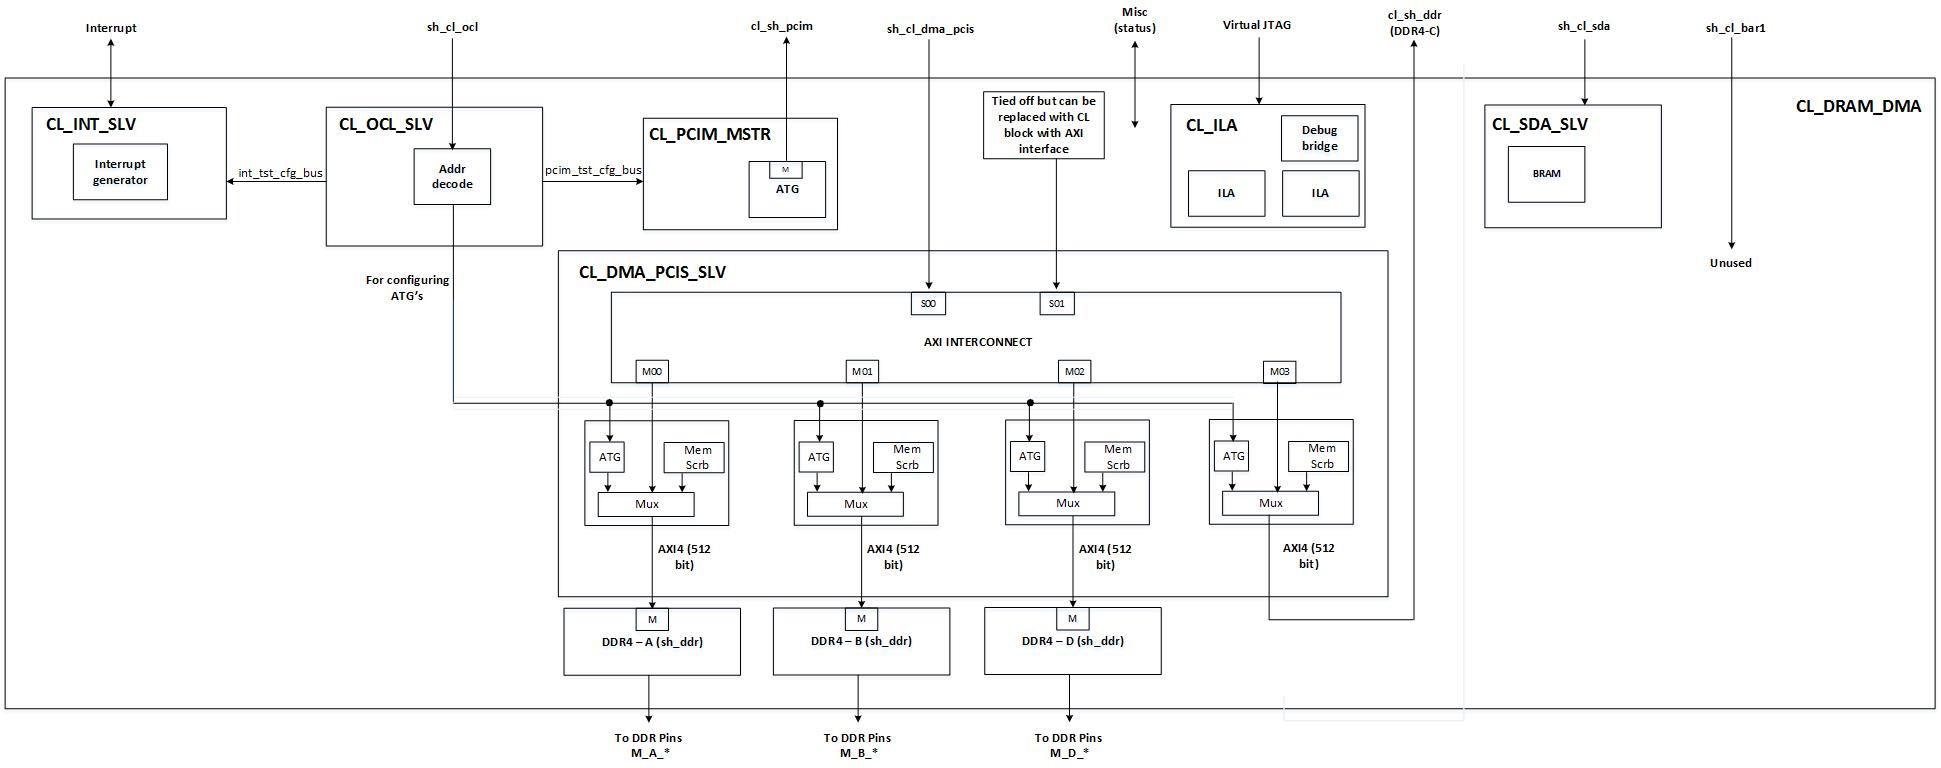 Interrupt
sh_cl_ocl
cl_sh_pcim
sh_cl_dma_pcis
Misc
(status)
Virtual JTAG
cl_sh_ddr
(DDR4-C)
sh_cl_sda
sh_cl_bar1
CL_DRAM_DMA
CL_INT_SLV
Interrupt
generator
int_tst_cfg_bus
CL_OCL_SLV
Addr
decode
pcim_tst_cfg_bus
CL_PCIM_MSTR
M
ATG
Tied off but can be
replaced with CL
block with AXI
interface
CL_ILA
Debug
bridge
ILA
ILA
CL_SDA_SLV
BRAM
Unused
For configuring
ATG's
CL_DMA_PCIS_SLV
S00
S01
AXI INTERCONNECT
M00
M01
M02
M03
ATG
Mem
Scrb
Mux
ATG
Mem
Scrb
Mux
ATG
Mem
Scrb
Mux
ATG
Mem
Scrb
Mux
AXI4 (512
bit)
AXI4 (512
bit)
AXI4 (512
bit)
AXI4 (512
bit)
M
DDR4 – A (sh_ddr)
M
DDR4 – B (sh_ddr)
M
DDR4 – D (sh_ddr)
To DDR Pins
M_A_*
To DDR Pins
M_B_*
To DDR Pins
M_D_*